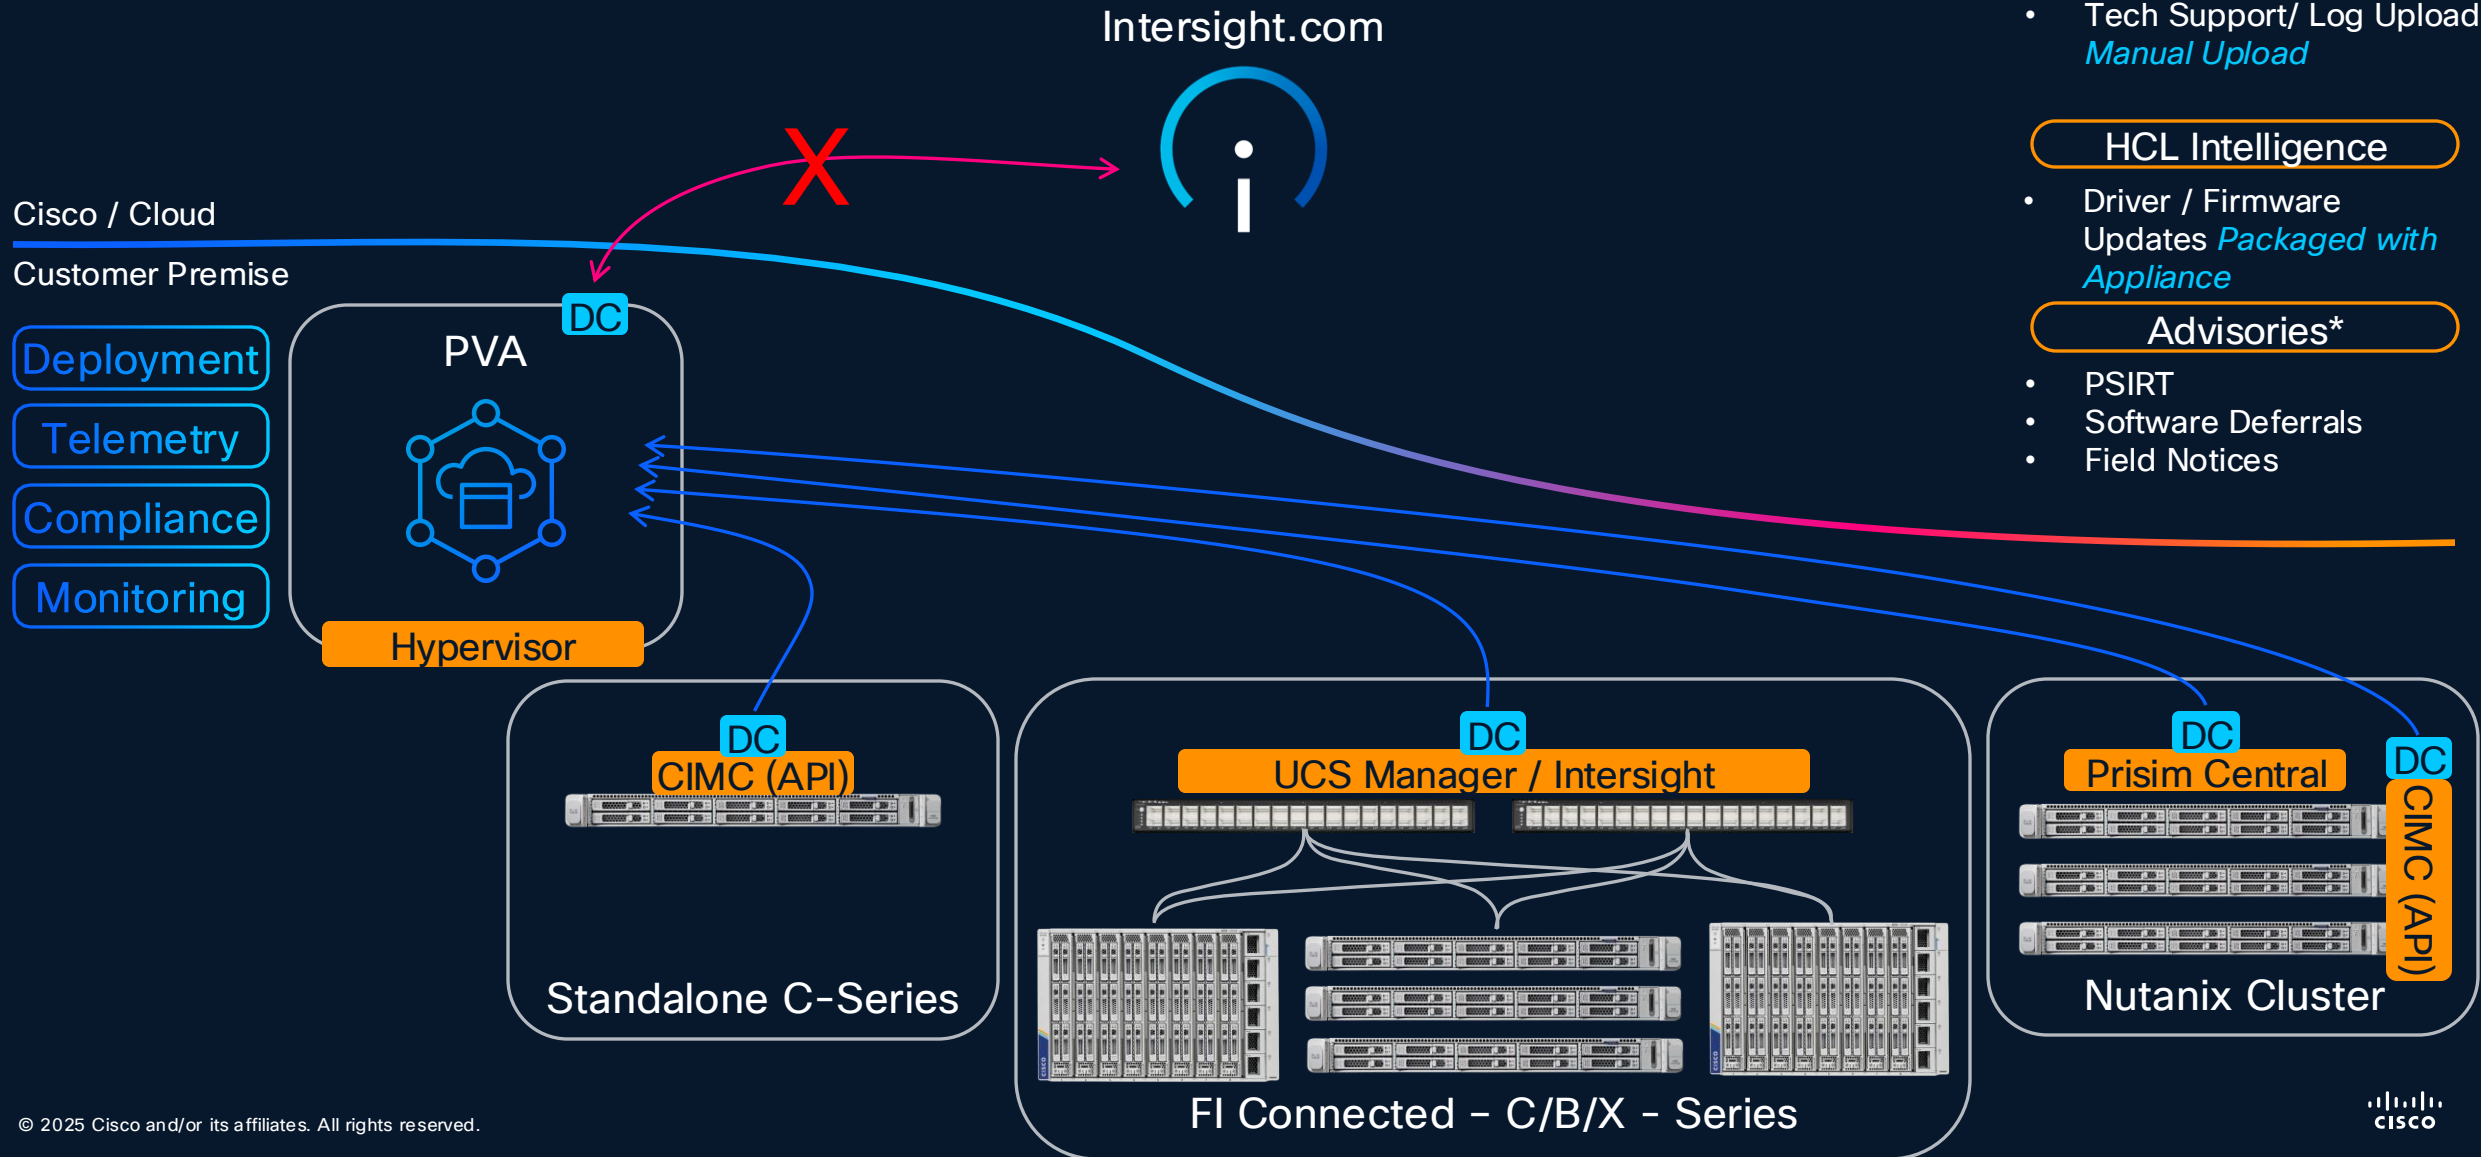 Intersight.com
• Tech Support/ Log Upload
Manual Upload
HCL Intelligence
• Driver / Firmware
Updates Packaged with
Appliance
Advisories*
• PSIRT
• Software Deferrals
• Field Notices
X
Cisco / Cloud
Customer Premise
Deployment
Telemetry
Compliance
Monitoring
DC
PVA
Hypervisor
DC
CIMC (API)
Standalone C-Series
DC
UCS Manager / Intersight
FI Connected - C/B/X - Series
DC
Prisim Central
DC
CIMC (API)
Nutanix Cluster
© 2025 Cisco and/or its affiliates. All rights reserved.
CISCO